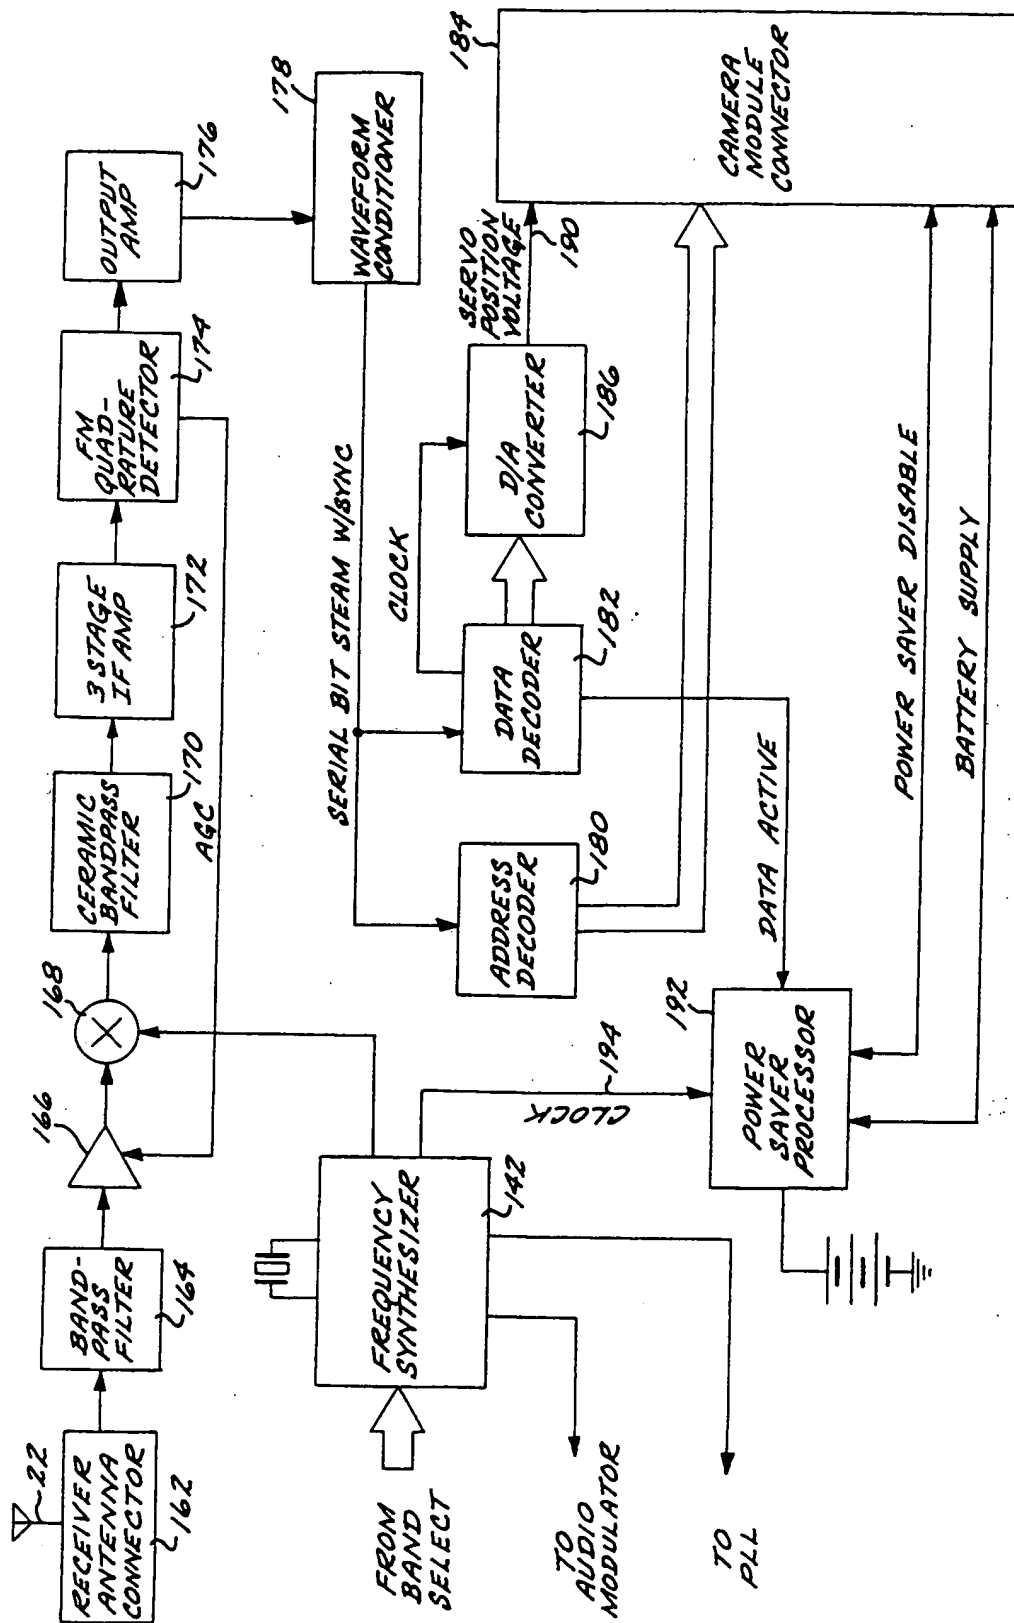 22
RECEIVER
ANTENNA
CONNECTOR
162
BAND-
PASS
FILTER
164
166
168
CERAMIC
BANDPASS
FILTER
170
3 STAGE
IF AMP
172
FM
QUAD-
RATURE
DETECTOR
174
OUTPUT
AMP
176
AGC
178
WAVEFORM
CONDITIONER
SERIAL BIT STEAM W/SYNC
FROM
BAND
SELECT
FREQUENCY
SYNTHESIZER
142
TO
AUDIO
MODULATOR
TO
PLL
CLOCK
194
ADDRESS
DECODER
180
DATA
DECODER
182
CLOCK
D/A
CONVERTER
186
SERVO
POSITION
VOLTAGE
190
184
CAMERA
MODULE
CONNECTOR
192
POWER
SAVER
PROCESSOR
DATA ACTIVE
POWER SAVER DISABLE
BATTERY SUPPLY